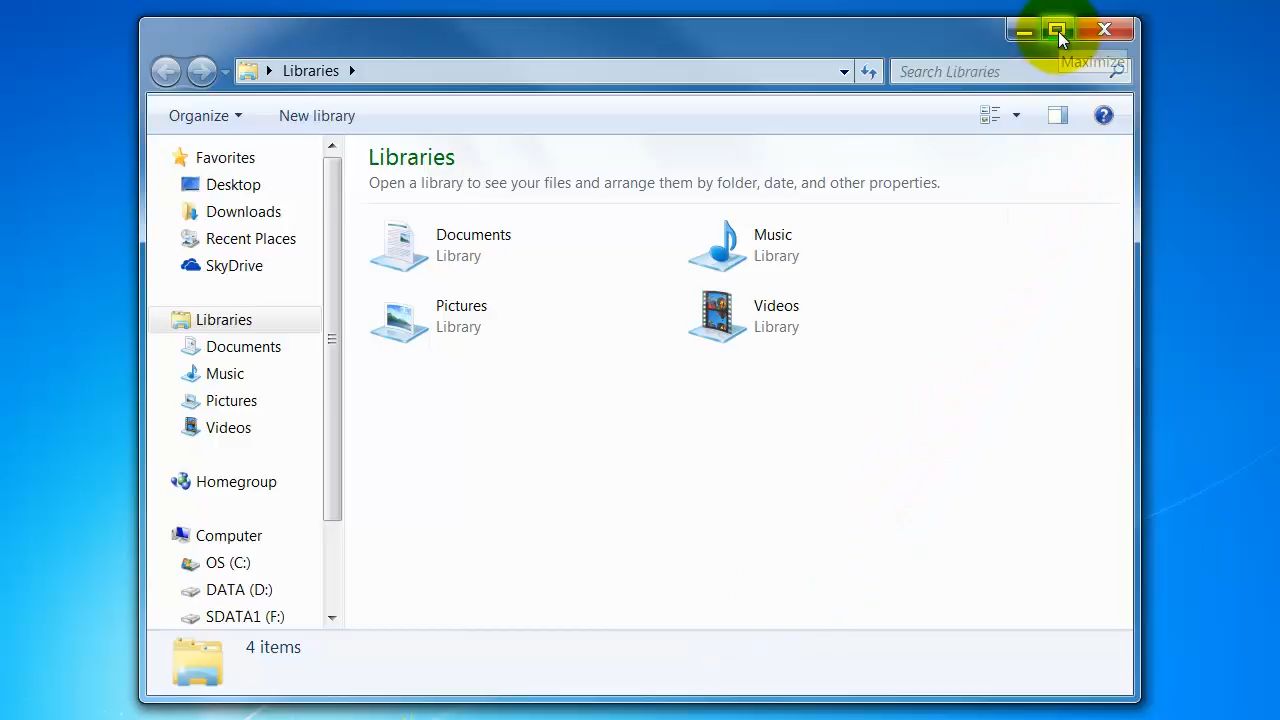 Maximize
Libraries
Search Libraries
Organize
New library
Favorites
Desktop
Downloads
Recent Places
SkyDrive
Libraries
Documents
Music
Pictures
Videos
Homegroup
Computer
OS (C:)
DATA (D:)
SDATA1 (F:)
Libraries
Open a library to see your files and arrange them by folder, date, and other properties.
Documents
Library
Music
Library
Pictures
Library
Videos
Library
4 items